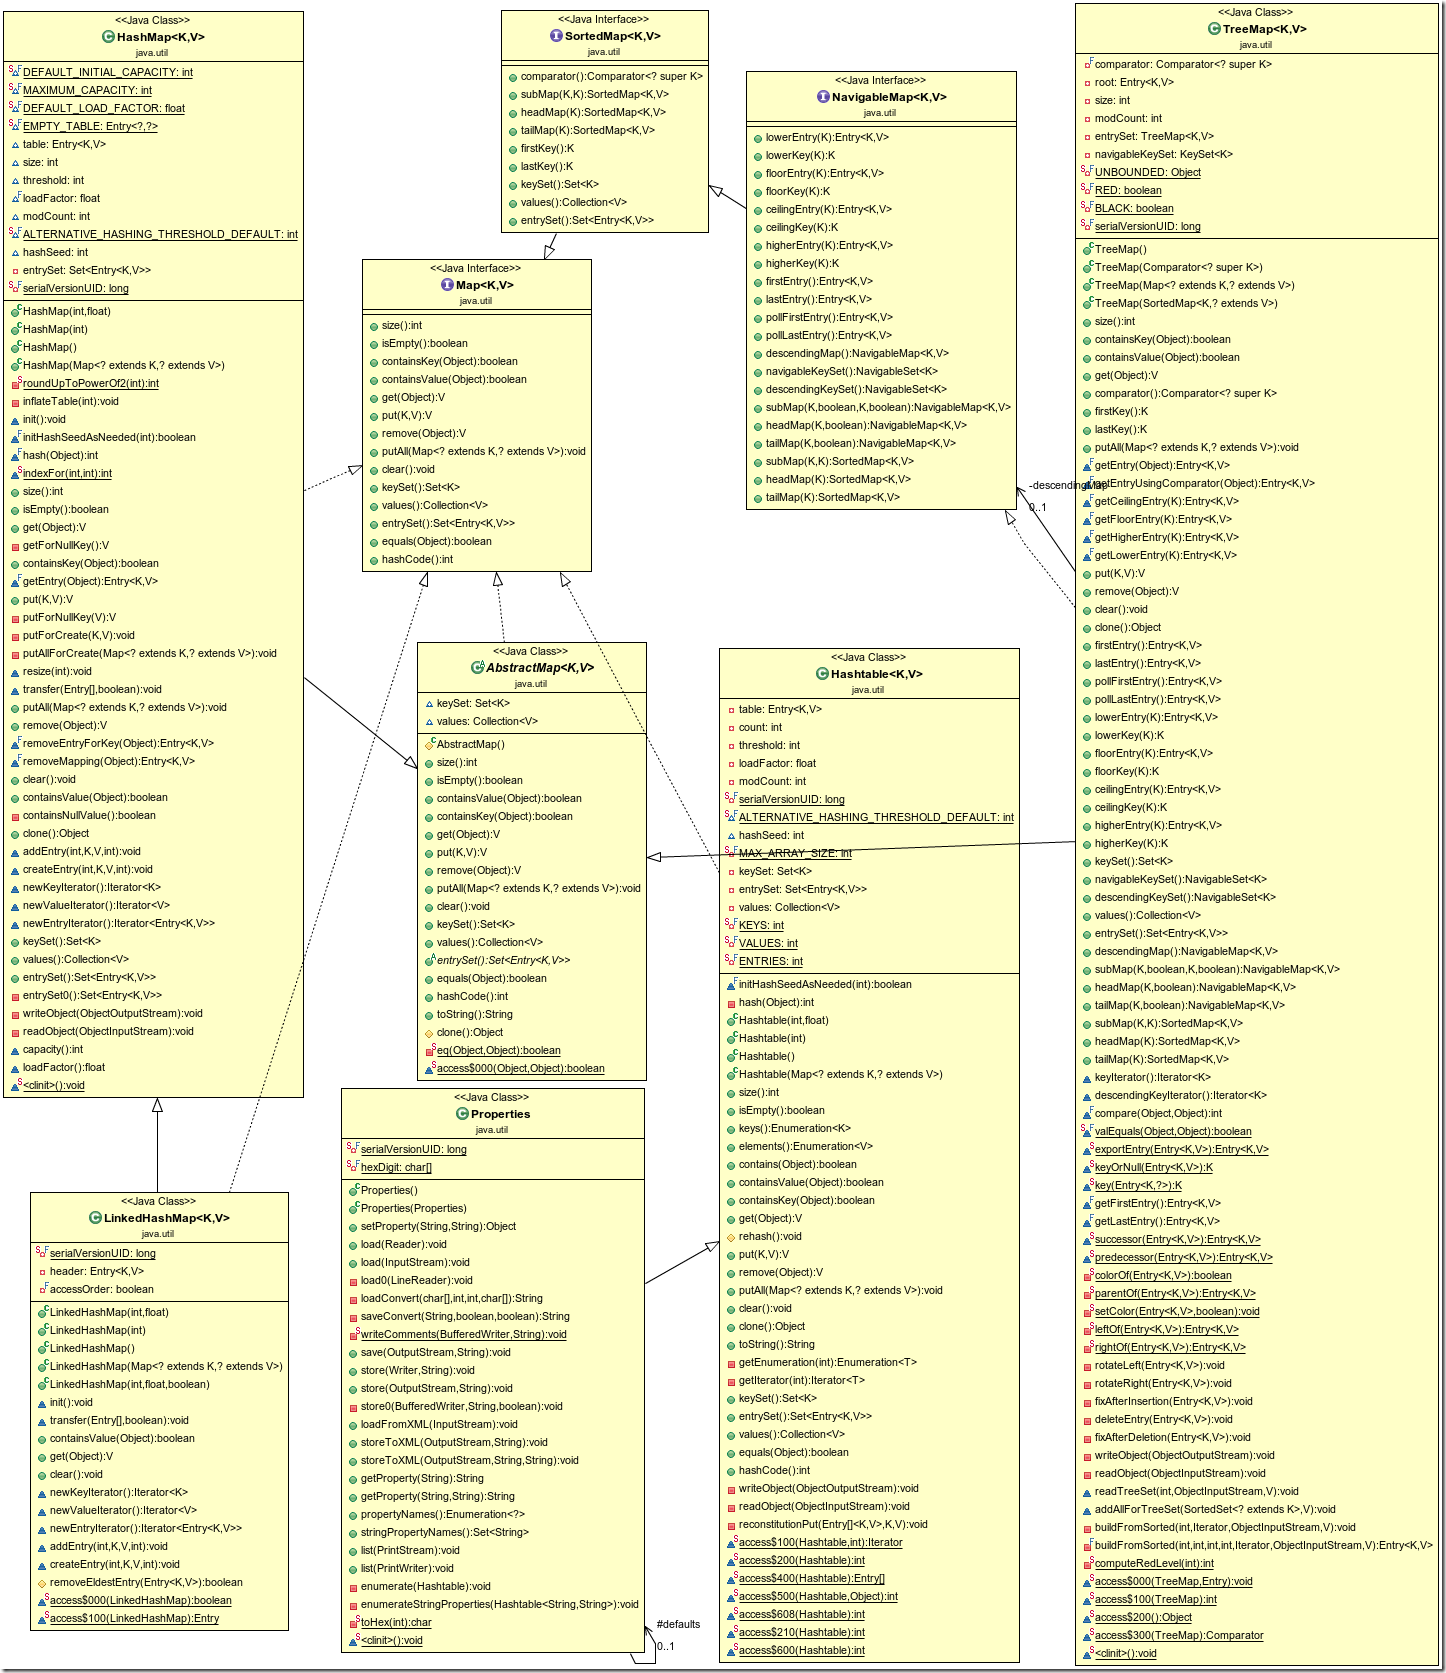 <<Java Class>>
HashMap<K,V>
java.util
DEFAULT_INITIAL_CAPACITY: int
MAXIMUM_CAPACITY: int
DEFAULT_LOAD_FACTOR: float
EMPTY_TABLE: Entry<?,?>
table: Entry<K,V>
size: int
threshold: int
loadFactor: float
modCount: int
ALTERNATIVE_HASHING_THRESHOLD_DEFAULT: int
hashSeed: int
entrySet: Set<Entry<K,V>>
serialVersionUID: long
HashMap(int,float)
HashMap(int)
HashMap()
HashMap(Map<? extends K,? extends V>)
roundUpToPowerOf2(int):int
inflateTable(int):void
init():void
initHashSeedAsNeeded(int):boolean
hash(Object):int
indexFor(int,int):int
size():int
isEmpty():boolean
get(Object):V
getForNullKey():V
containsKey(Object):boolean
getEntry(Object):Entry<K,V>
put(K,V):V
putForNullKey(V):V
putForCreate(K,V):void
putAllForCreate(Map<? extends K,? extends V>):void
resize(int):void
transfer(Entry[],boolean):void
putAll(Map<? extends K,? extends V>):void
remove(Object):V
removeEntryForKey(Object):Entry<K,V>
removeMapping(Object):Entry<K,V>
clear():void
containsValue(Object):boolean
containsNullValue():boolean
clone():Object
addEntry(int,K,V,int):void
createEntry(int,K,V,int):void
newKeyIterator():Iterator<K>
newValueIterator():Iterator<V>
newEntryIterator():Iterator<Entry<K,V>>
keySet():Set<K>
values():Collection<V>
entrySet():Set<Entry<K,V>>
entrySet0():Set<Entry<K,V>>
writeObject(ObjectOutputStream):void
readObject(ObjectInputStream):void
capacity():int
loadFactor():float
<clinit>():void
<<Java Interface>>
SortedMap<K,V>
java.util
comparator():Comparator<? super K>
subMap(K,K):SortedMap<K,V>
headMap(K):SortedMap<K,V>
tailMap(K):SortedMap<K,V>
firstKey():K
lastKey():K
keySet():Set<K>
values():Collection<V>
entrySet():Set<Entry<K,V>>
<<Java Interface>>
NavigableMap<K,V>
java.util
lowerEntry(K):Entry<K,V>
lowerKey(K):K
floorEntry(K):Entry<K,V>
floorKey(K):K
ceilingEntry(K):Entry<K,V>
ceilingKey(K):K
higherEntry(K):Entry<K,V>
higherKey(K):K
firstEntry():Entry<K,V>
lastEntry():Entry<K,V>
pollFirstEntry():Entry<K,V>
pollLastEntry():Entry<K,V>
descendingMap():NavigableMap<K,V>
navigableKeySet():NavigableSet<K>
descendingKeySet():NavigableSet<K>
subMap(K,boolean,K,boolean):NavigableMap<K,V>
headMap(K,boolean):NavigableMap<K,V>
tailMap(K,boolean):NavigableMap<K,V>
subMap(K,K):SortedMap<K,V>
headMap(K):SortedMap<K,V>
tailMap(K):SortedMap<K,V>
<<Java Interface>>
Map<K,V>
java.util
size():int
isEmpty():boolean
containsKey(Object):boolean
containsValue(Object):boolean
get(Object):V
put(K,V):V
remove(Object):V
putAll(Map<? extends K,? extends V>):void
clear():void
keySet():Set<K>
values():Collection<V>
entrySet():Set<Entry<K,V>>
equals(Object):boolean
hashCode():int
<<Java Class>>
TreeMap<K,V>
java.util
comparator: Comparator<? super K>
root: Entry<K,V>
size: int
modCount: int
entrySet: TreeMap<K,V>
navigableKeySet: KeySet<K>
UNBOUNDED: Object
RED: boolean
BLACK: boolean
serialVersionUID: long
TreeMap()
TreeMap(Comparator<? super K>)
TreeMap(Map<? extends K,? extends V>)
TreeMap(SortedMap<K,? extends V>)
size():int
containsKey(Object):boolean
containsValue(Object):boolean
get(Object):V
comparator():Comparator<? super K>
firstKey():K
lastKey():K
putAll(Map<? extends K,? extends V>):void
getEntry(Object):Entry<K,V>
getEntryUsingComparator(Object):Entry<K,V>
getCeilingEntry(K):Entry<K,V>
getFloorEntry(K):Entry<K,V>
getHigherEntry(K):Entry<K,V>
getLowerEntry(K):Entry<K,V>
put(K,V):V
remove(Object):V
clear():void
clone():Object
firstEntry():Entry<K,V>
lastEntry():Entry<K,V>
pollFirstEntry():Entry<K,V>
pollLastEntry():Entry<K,V>
lowerEntry(K):Entry<K,V>
lowerKey(K):K
floorEntry(K):Entry<K,V>
floorKey(K):K
ceilingEntry(K):Entry<K,V>
ceilingKey(K):K
higherEntry(K):Entry<K,V>
higherKey(K):K
keySet():Set<K>
navigableKeySet():NavigableSet<K>
descendingKeySet():NavigableSet<K>
values():Collection<V>
entrySet():Set<Entry<K,V>>
descendingMap():NavigableMap<K,V>
subMap(K,boolean,K,boolean):NavigableMap<K,V>
headMap(K,boolean):NavigableMap<K,V>
tailMap(K,boolean):NavigableMap<K,V>
subMap(K,K):SortedMap<K,V>
headMap(K):SortedMap<K,V>
tailMap(K):SortedMap<K,V>
keyIterator():Iterator<K>
descendingKeyIterator():Iterator<K>
compare(Object,Object):int
valEquals(Object,Object):boolean
exportEntry(Entry<K,V>):Entry<K,V>
keyOrNull(Entry<K,V>):K
key(Entry<K,?>):K
getFirstEntry():Entry<K,V>
getLastEntry():Entry<K,V>
successor(Entry<K,V>):Entry<K,V>
predecessor(Entry<K,V>):Entry<K,V>
colorOf(Entry<K,V>):boolean
parentOf(Entry<K,V>):Entry<K,V>
setColor(Entry<K,V>,boolean):void
leftOf(Entry<K,V>):Entry<K,V>
rightOf(Entry<K,V>):Entry<K,V>
rotateLeft(Entry<K,V>):void
rotateRight(Entry<K,V>):void
fixAfterInsertion(Entry<K,V>):void
deleteEntry(Entry<K,V>):void
fixAfterDeletion(Entry<K,V>):void
writeObject(ObjectOutputStream):void
readObject(ObjectInputStream):void
readTreeSet(int,ObjectInputStream,V):void
addAllForTreeSet(SortedSet<? extends K>,V):void
buildFromSorted(int,Iterator,ObjectInputStream,V):void
buildFromSorted(int,int,int,int,Iterator,ObjectInputStream,V):Entry<K,V>
computeRedLevel(int):int
access$000(TreeMap,Entry):void
access$100(TreeMap):int
access$200():Object
access$300(TreeMap):Comparator
<clinit>():void
-descendingMap
0..1
<<Java Class>>
AbstractMap<K,V>
java.util
keySet: Set<K>
values: Collection<V>
AbstractMap()
size():int
isEmpty():boolean
containsValue(Object):boolean
containsKey(Object):boolean
get(Object):V
put(K,V):V
remove(Object):V
putAll(Map<? extends K,? extends V>):void
clear():void
keySet():Set<K>
values():Collection<V>
entrySet():Set<Entry<K,V>>
equals(Object):boolean
hashCode():int
toString():String
clone():Object
eq(Object,Object):boolean
access$000(Object,Object):boolean
<<Java Class>>
Hashtable<K,V>
java.util
table: Entry<K,V>
count: int
threshold: int
loadFactor: float
modCount: int
serialVersionUID: long
ALTERNATIVE_HASHING_THRESHOLD_DEFAULT: int
hashSeed: int
MAX_ARRAY_SIZE: int
keySet: Set<K>
entrySet: Set<Entry<K,V>>
values: Collection<V>
KEYS: int
VALUES: int
ENTRIES: int
initHashSeedAsNeeded(int):boolean
hash(Object):int
Hashtable(int,float)
Hashtable(int)
Hashtable()
Hashtable(Map<? extends K,? extends V>)
size():int
isEmpty():boolean
keys():Enumeration<K>
elements():Enumeration<V>
contains(Object):boolean
containsValue(Object):boolean
containsKey(Object):boolean
get(Object):V
rehash():void
put(K,V):V
remove(Object):V
putAll(Map<? extends K,? extends V>):void
clear():void
clone():Object
toString():String
getEnumeration(int):Enumeration<T>
getIterator(int):Iterator<T>
keySet():Set<K>
entrySet():Set<Entry<K,V>>
values():Collection<V>
equals(Object):boolean
hashCode():int
writeObject(ObjectOutputStream):void
readObject(ObjectInputStream):void
reconstitutionPut(Entry[]<K,V>,K,V):void
access$100(Hashtable,int):Iterator
access$200(Hashtable):int
access$400(Hashtable):Entry[]
access$500(Hashtable,Object):int
access$608(Hashtable):int
access$210(Hashtable):int
access$600(Hashtable):int
<<Java Class>>
Properties
java.util
serialVersionUID: long
hexDigit: char[]
Properties()
Properties(Properties)
setProperty(String,String):Object
load(Reader):void
load(InputStream):void
load0(LineReader):void
loadConvert(char[],int,int,char[]):String
saveConvert(String,boolean,boolean):String
writeComments(BufferedWriter,String):void
save(OutputStream,String):void
store(Writer,String):void
store(OutputStream,String):void
store0(BufferedWriter,String,boolean):void
loadFromXML(InputStream):void
storeToXML(OutputStream,String):void
storeToXML(OutputStream,String,String):void
getProperty(String):String
getProperty(String,String):String
propertyNames():Enumeration<?>
stringPropertyNames():Set<String>
list(PrintStream):void
list(PrintWriter):void
enumerate(Hashtable):void
enumerateStringProperties(Hashtable<String,String>):void
toHex(int):char
<clinit>():void
#defaults
0..1
<<Java Class>>
LinkedHashMap<K,V>
java.util
serialVersionUID: long
header: Entry<K,V>
accessOrder: boolean
LinkedHashMap(int,float)
LinkedHashMap(int)
LinkedHashMap()
LinkedHashMap(Map<? extends K,? extends V>)
LinkedHashMap(int,float,boolean)
init():void
transfer(Entry[],boolean):void
containsValue(Object):boolean
get(Object):V
clear():void
newKeyIterator():Iterator<K>
newValueIterator():Iterator<V>
newEntryIterator():Iterator<Entry<K,V>>
addEntry(int,K,V,int):void
createEntry(int,K,V,int):void
removeEldestEntry(Entry<K,V>):boolean
access$000(LinkedHashMap):boolean
access$100(LinkedHashMap):Entry